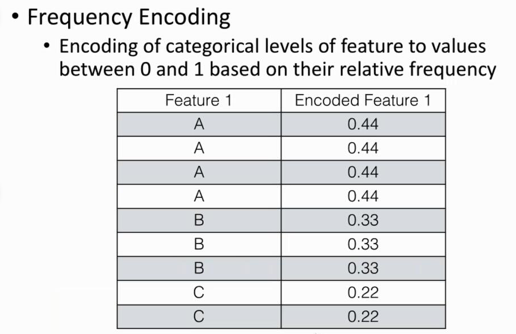 • Frequency Encoding
• Encoding of categorical levels of feature to values
between 0 and 1 based on their relative frequency
Feature 1 Encoded Feature 1
A 0.44
A 0.44
A 0.44
A 0.44
B 0.33
B 0.33
B 0.33
C 0.22
C 0.22